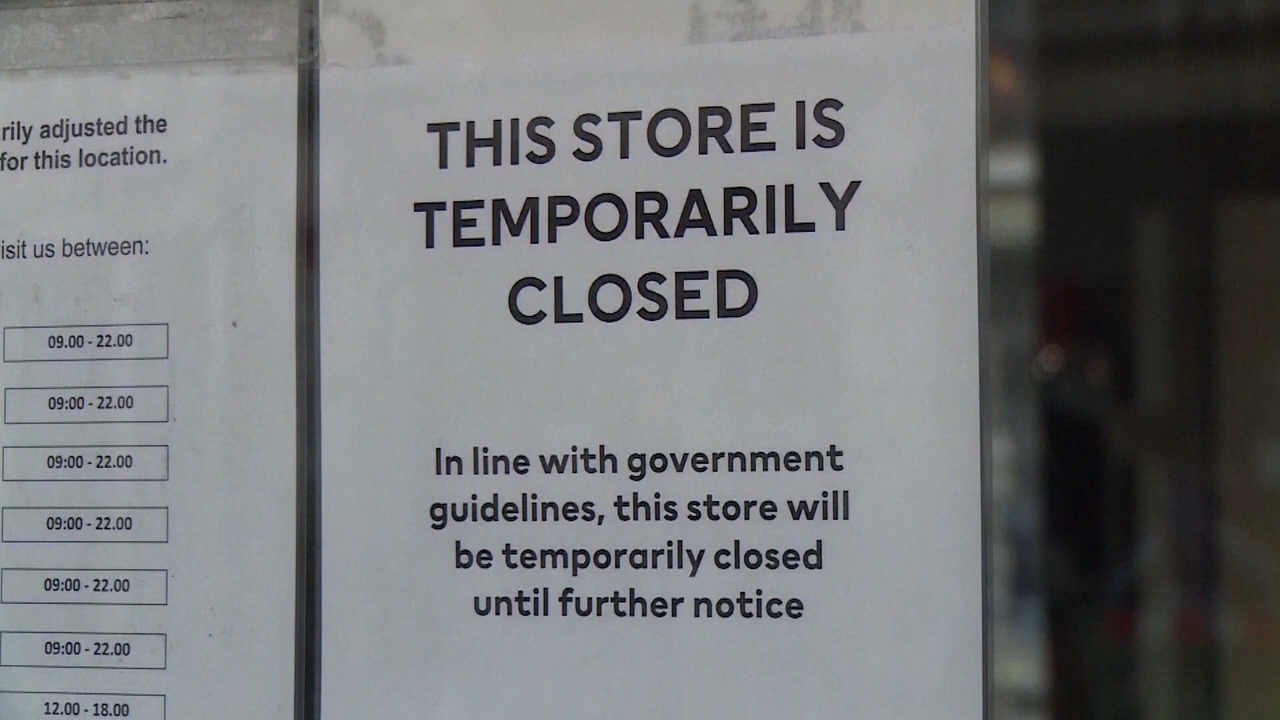 rily adjusted the
for this location.
isit us between:
09.00 - 22.00
09:00 - 22.00
09:00 - 22.00
09:00 - 22.00
09:00 - 22.00
09:00 - 22.00
12.00 - 18.00
THIS STORE IS
TEMPORARILY
CLOSED
In line with government
guidelines, this store will
be temporarily closed
until further notice